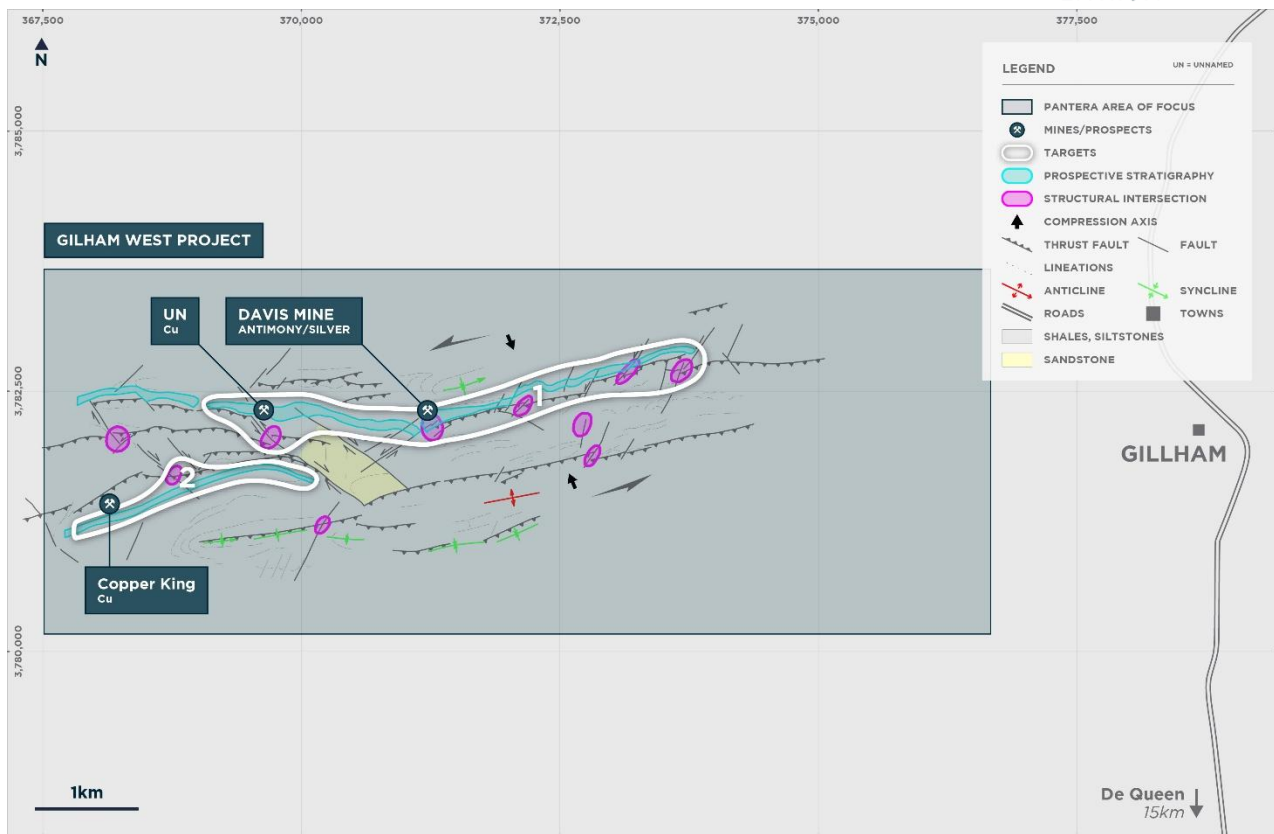 367,500
370,000
372,500
375,000
377,500
N
LEGEND
UN = UNNAMED
PANTERA AREA OF FOCUS
MINES/PROSPECTS
TARGETS
PROSPECTIVE STRATIGRAPHY
STRUCTURAL INTERSECTION
COMPRESSION AXIS
THRUST FAULT
FAULT
LINEATIONS
ANTICLINE
SYNCLINE
ROADS
TOWNS
SHALES, SILTSTONES
SANDSTONE
3,785,000
GILHAM WEST PROJECT
UN
Cu
DAVIS MINE
ANTIMONY/SILVER
3,782,500
1
2
GILLHAM
Copper King
Cu
3,780,000
1km
De Queen
15km